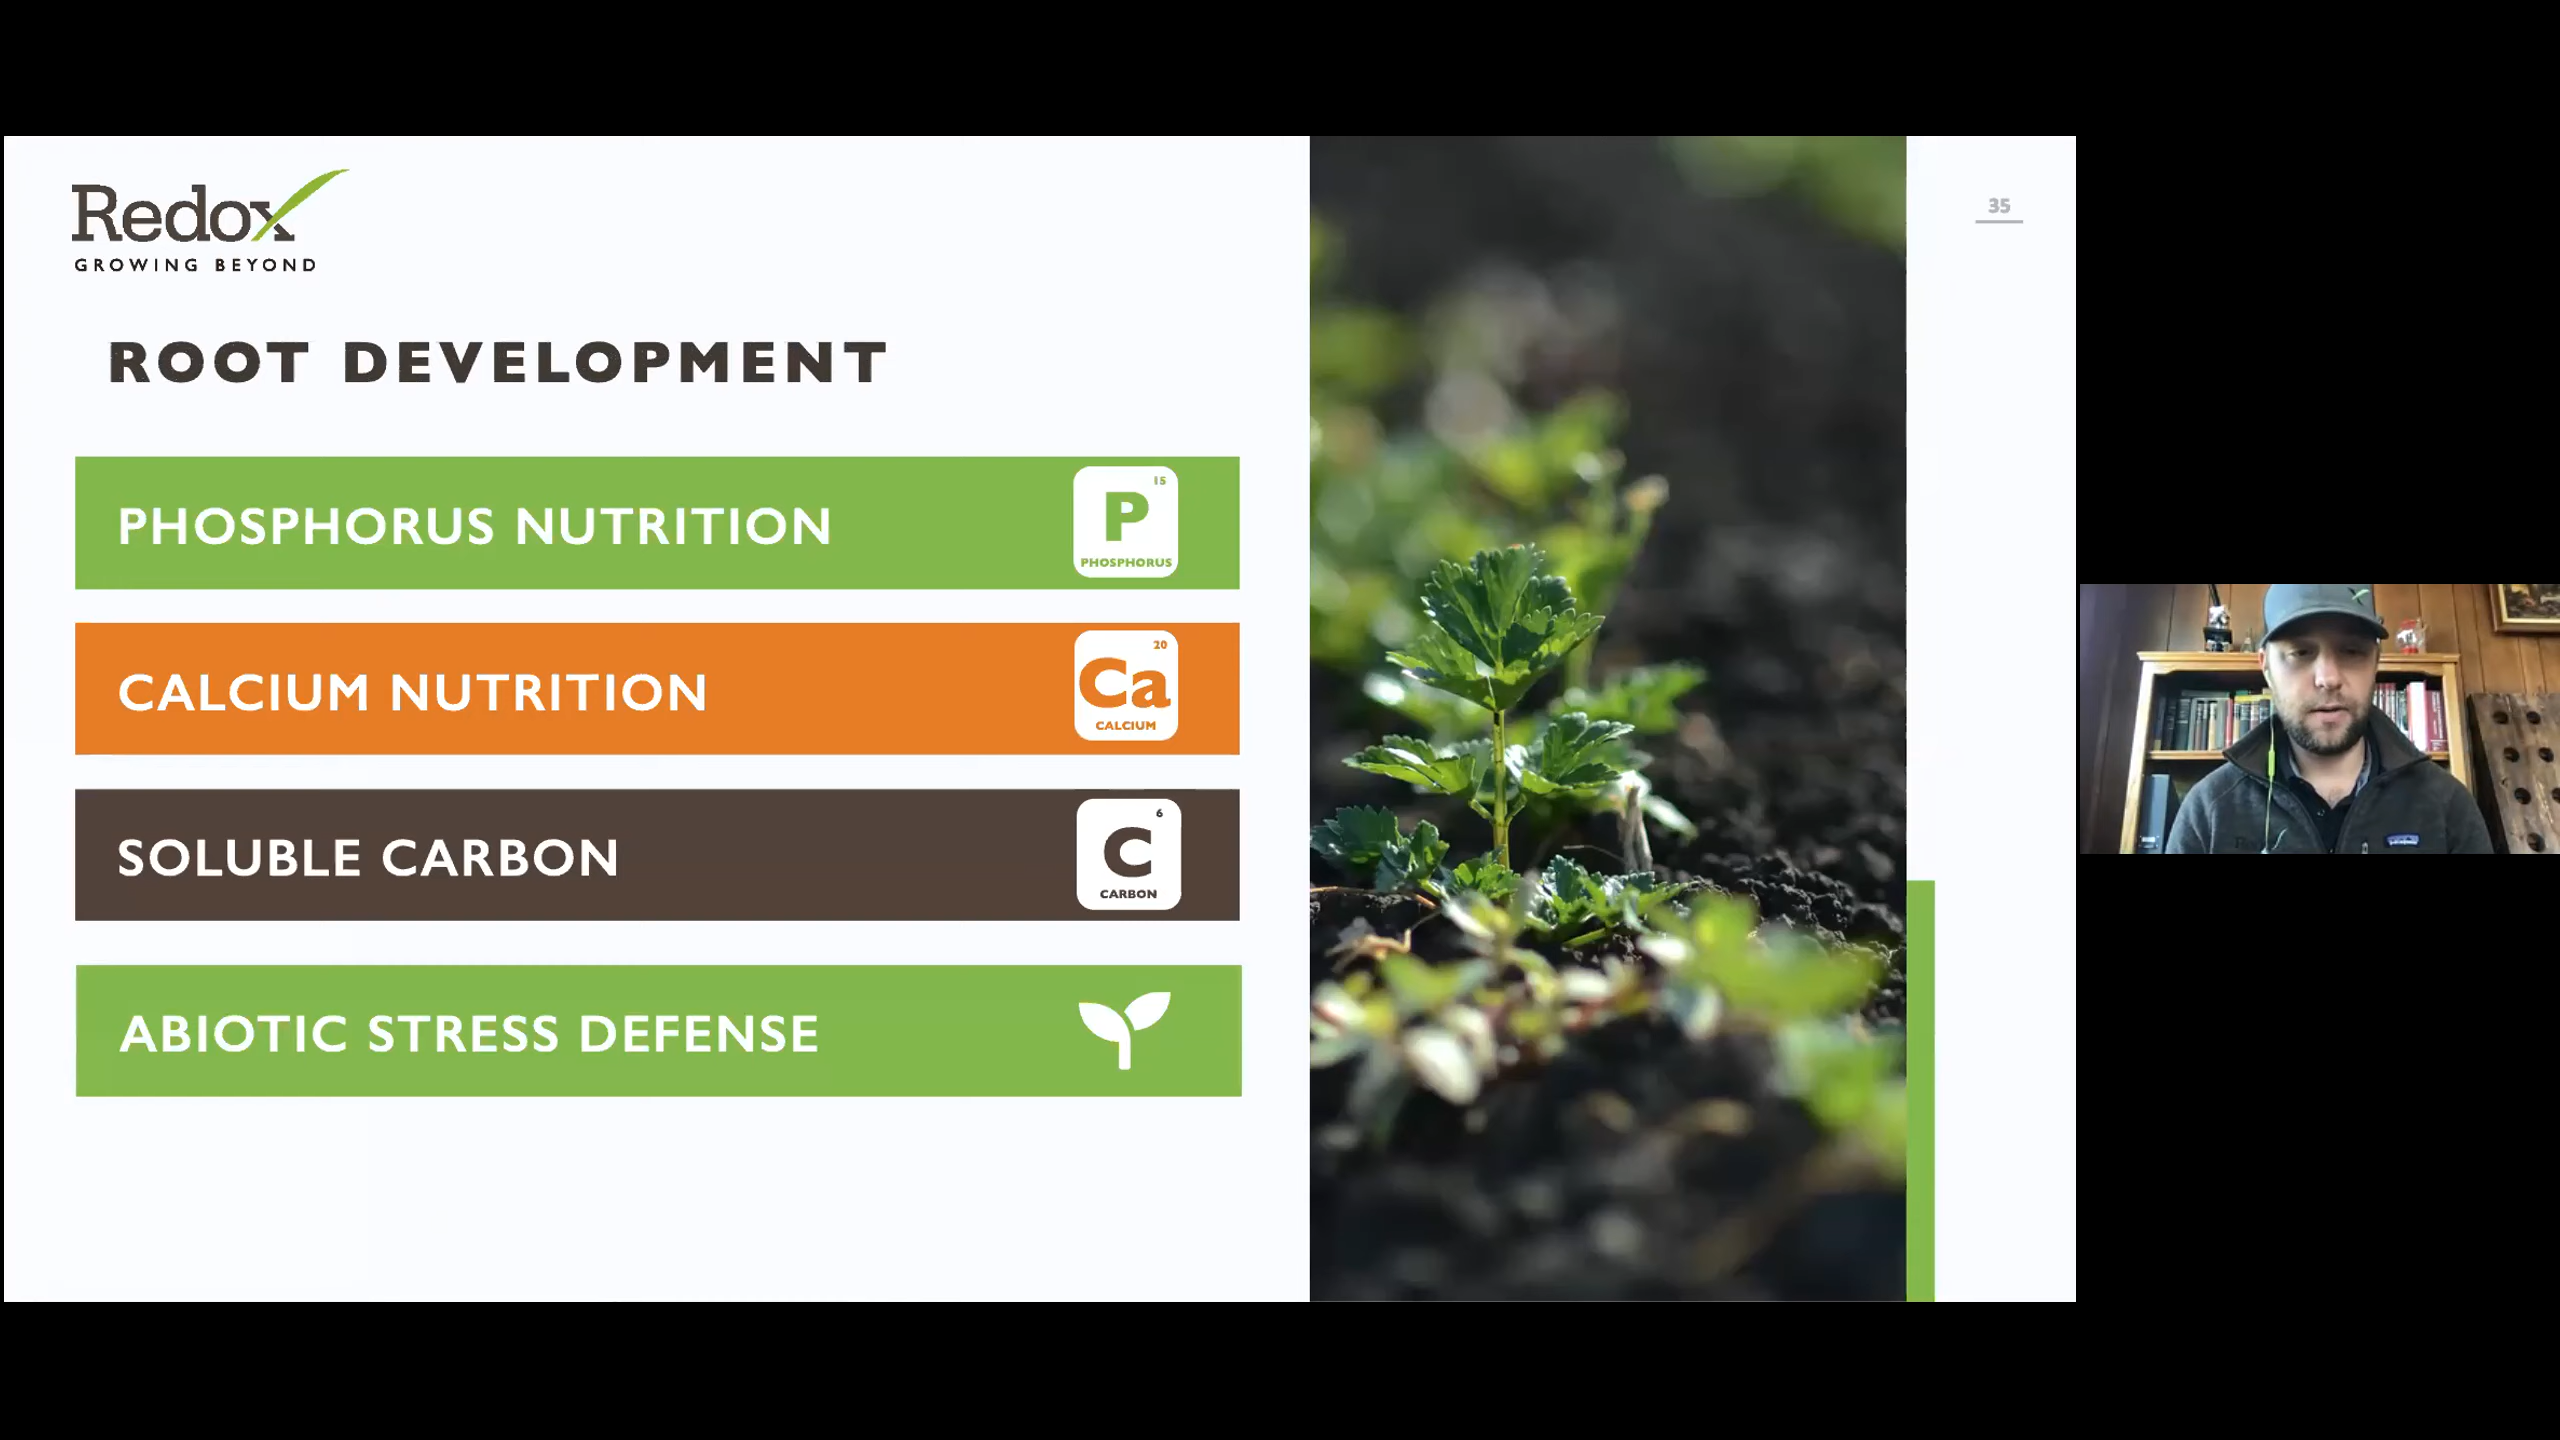 Redox
GROWING BEYOND
35
ROOT DEVELOPMENT
PHOSPHORUS NUTRITION
15
P
PHOSPHORUS
CALCIUM NUTRITION
20
Ca
CALCIUM
SOLUBLE CARBON
6
C
CARBON
ABIOTIC STRESS DEFENSE